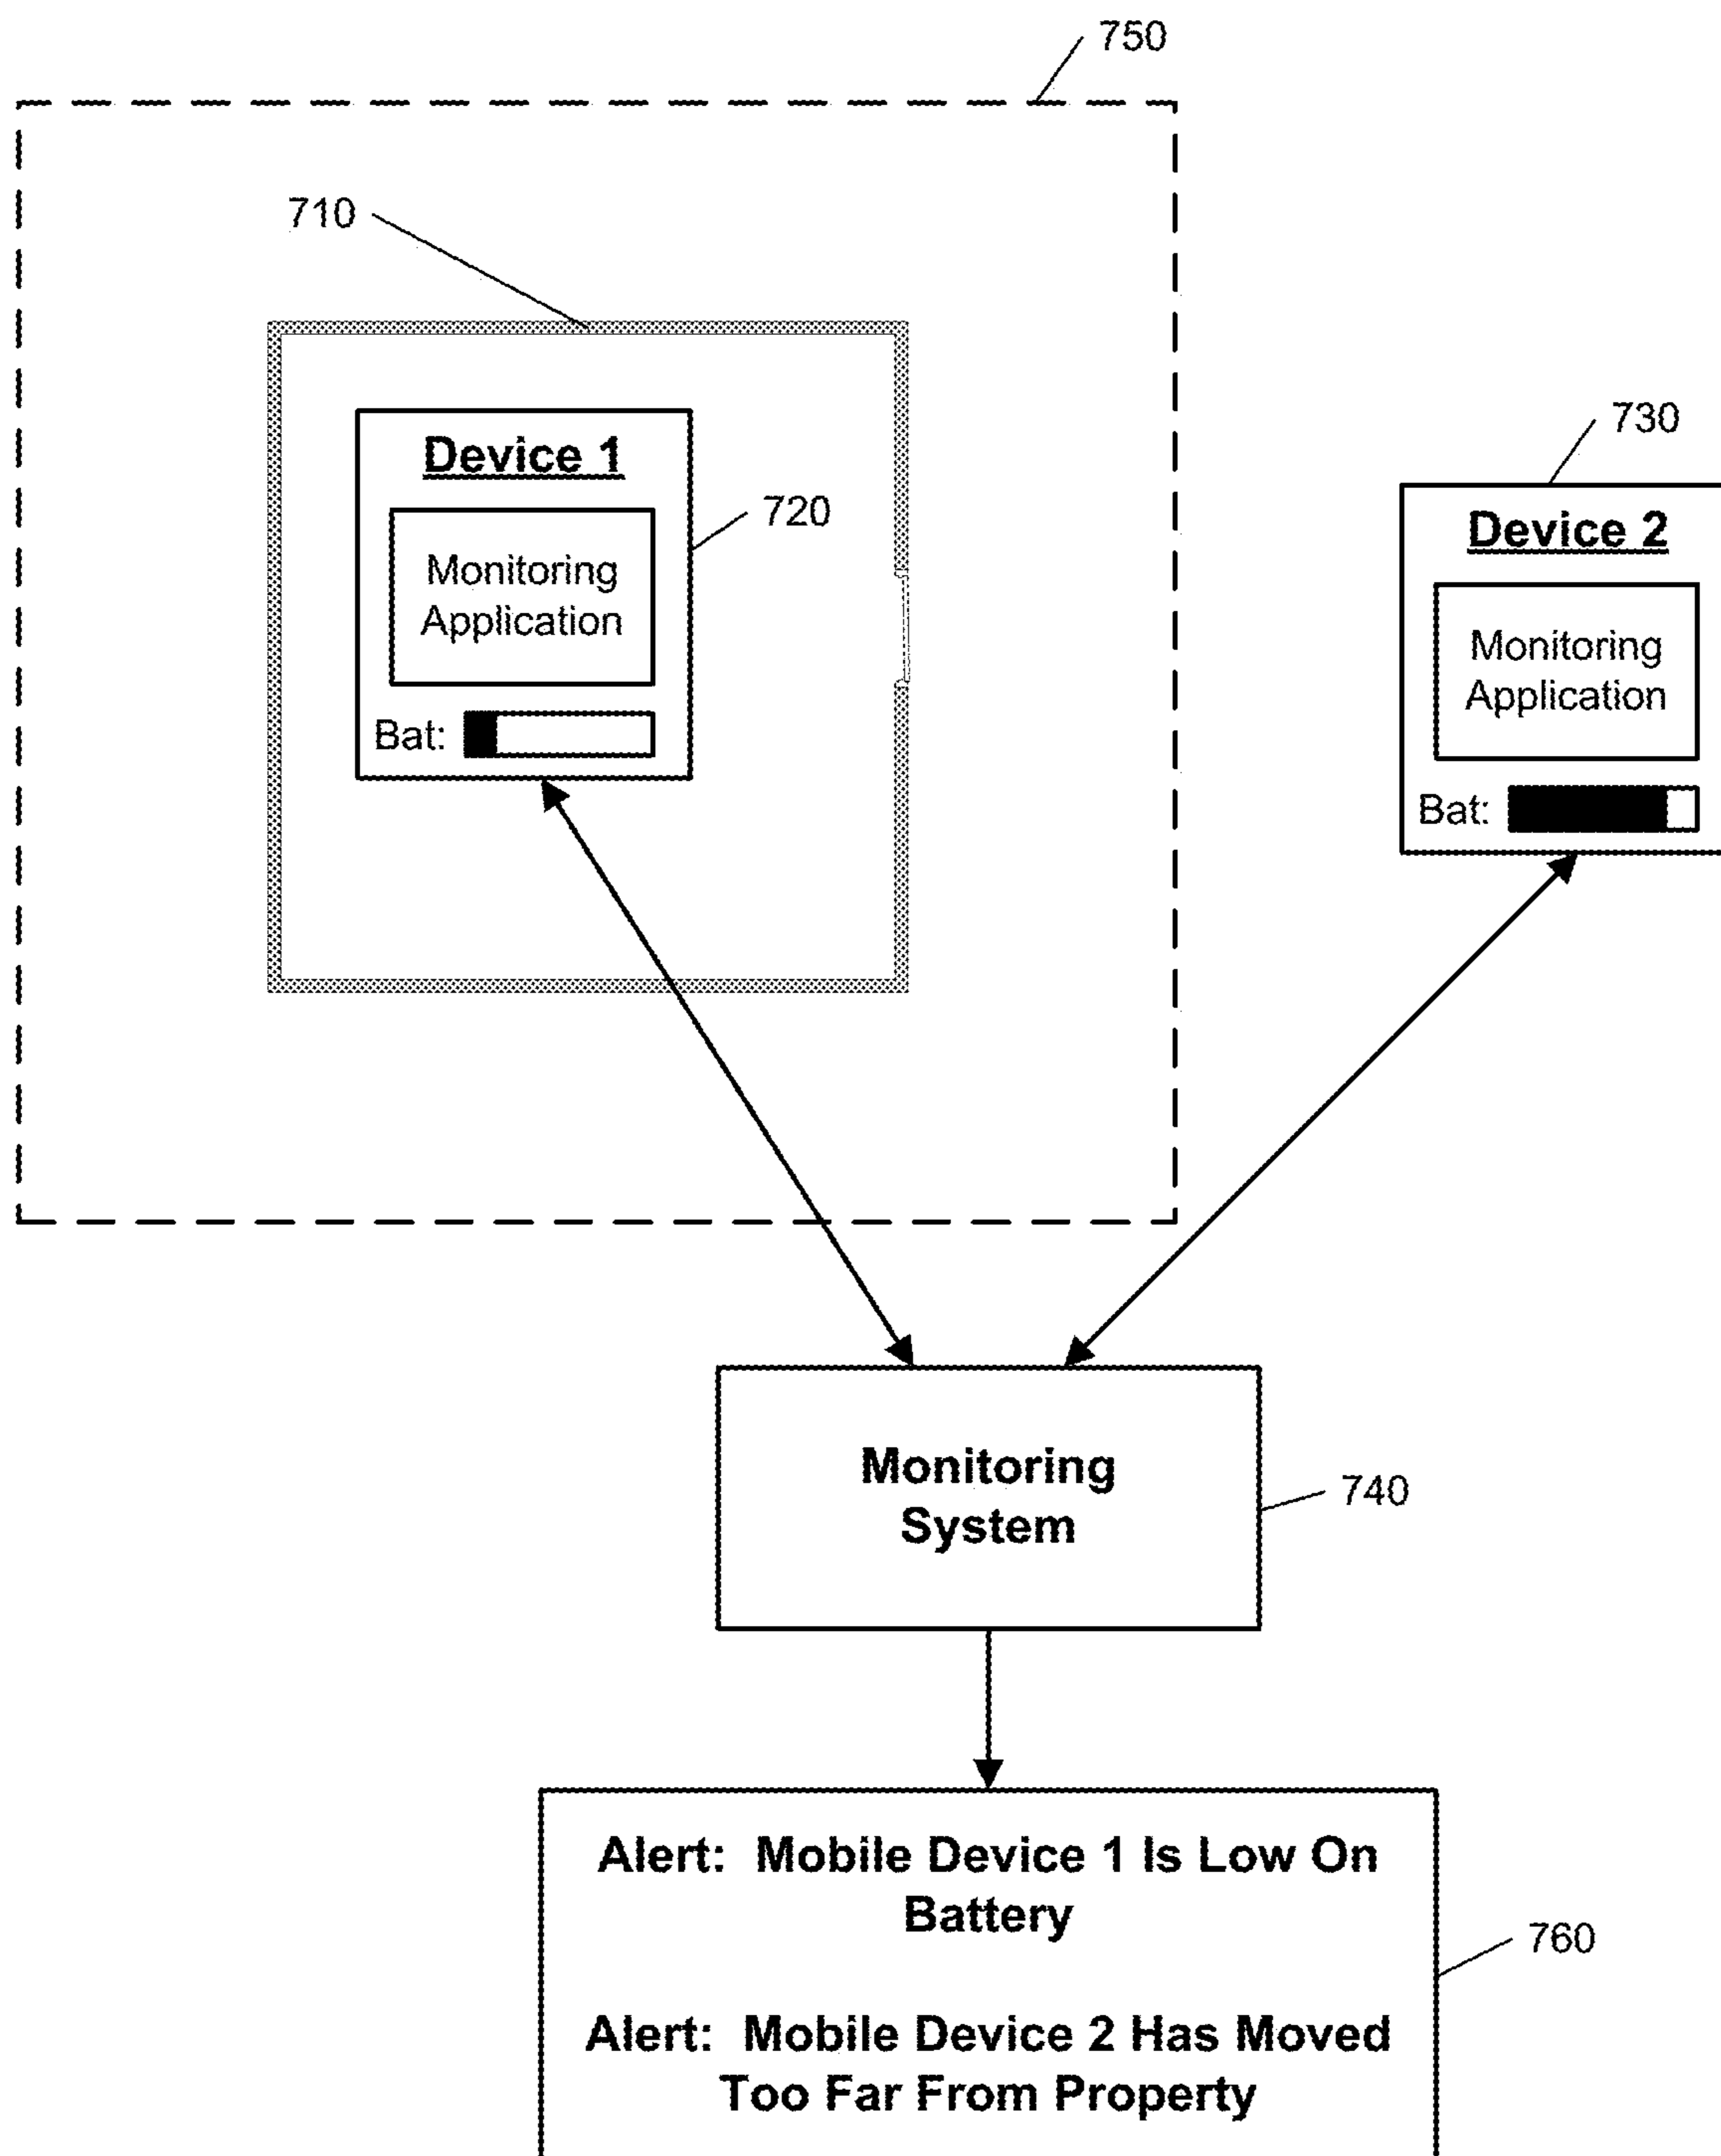 750
710
Device 1
720
Monitoring
Application
Bat:
730
Device 2
Monitoring
Application
Bat:
Monitoring
System
740
Alert: Mobile Device 1 Is Low On
Battery
760
Alert: Mobile Device 2 Has Moved
Too Far From Property